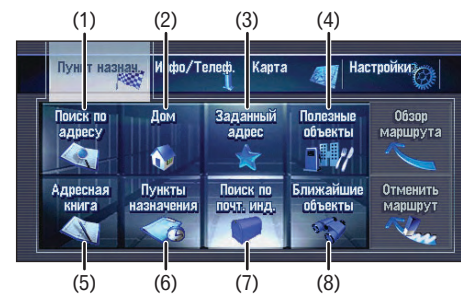 (1) (2) (3) (4)
Пункт назнач. Инфо/Телеф. Карта Настройки
Поиск по Дом Заданный Полезные Обзор
адресу адрес объекты маршрута
Адресная Пункты Поиск по Ближайшие Отменить
книга назначения почт. инд. объекты маршрут
(5) (6) (7) (8)